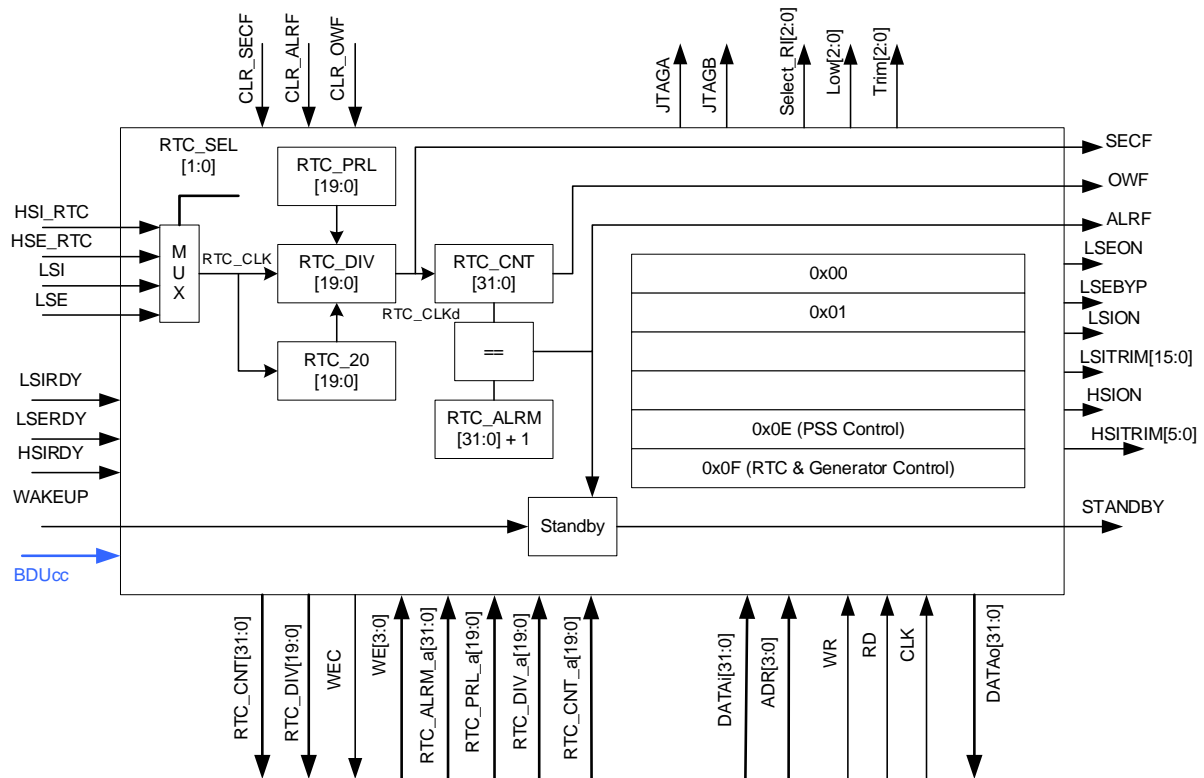 CLR_SECF
CLR_ALRF
CLR_OWF
JTAGA
JTAGB
Select_RI[2:0]
Low[2:0]
Trim[2:0]
RTC_SEL
[1:0]
RTC_PRL
[19:0]
HSI_RTC
HSE_RTC
LSI
LSE
M
U
X
RTC_CLK
RTC_DIV
[19:0]
RTC_CLKd
RTC_CNT
[31:0]
RTC_20
[19:0]
==
RTC_ALRM
[31:0] + 1
0x00
0x01
0x0E (PSS Control)
0x0F (RTC & Generator Control)
SECF
OWF
ALRF
LSEON
LSEBYP
LSION
LSITRIM[15:0]
HSION
HSITRIM[5:0]
LSIRDY
LSERDY
HSIRDY
WAKEUP
Standby
STANDBY
BDUcc
RTC_CNT[31:0]
RTC_DIV[19:0]
WEC
WE[3:0]
RTC_ALRM_a[31:0]
RTC_PRL_a[19:0]
RTC_DIV_a[19:0]
RTC_CNT_a[19:0]
DATAi[31:0]
ADR[3:0]
WR
RD
CLK
DATAo[31:0]